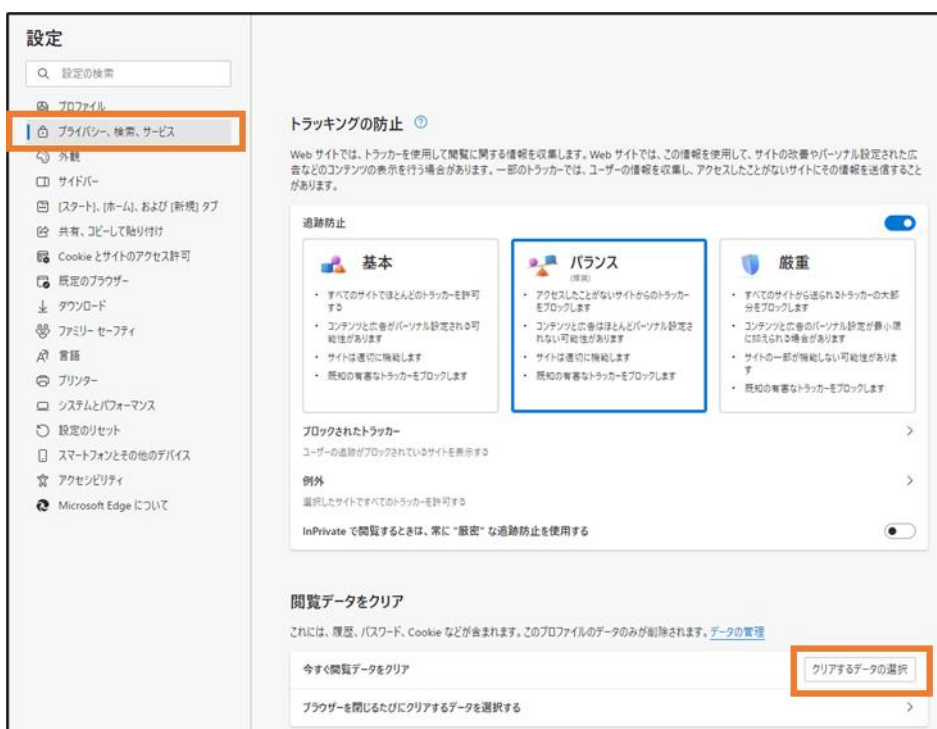 設定
設定の検索
プロファイル
プライバシー、検索、サービス
外観
サイドバー
[スタート]、[ホーム]、および [新規] タブ
共有、コピーして貼り付け
Cookie とサイトのアクセス許可
既定のブラウザー
ダウンロード
ファミリー セーフティ
言語
プリンター
システムとパフォーマンス
設定のリセット
スマートフォンとその他のデバイス
アクセシビリティ
Microsoft Edge について
トラッキングの防止
Web サイトでは、トラッカーを使用して閲覧に関する情報を収集します。Web サイトでは、この情報を使用して、サイトの改善やパーソナル設定された広
告などのコンテンツの表示を行う場合があります。一部のトラッカーでは、ユーザーの情報を収集し、アクセスしたことがないサイトにその情報を送信すること
があります。
追跡防止
基本
・ すべてのサイトでほとんどのトラッカーを許可
する
・ コンテンツと広告がパーソナル設定される可
能性があります
・ サイトは適切に機能します
・ 既知の有害なトラッカーをブロックします
バランス
(推奨)
・ アクセスしたことがないサイトからのトラッカー
をブロックします
・ コンテンツと広告はほとんどパーソナル設定さ
れない可能性があります
・ サイトは適切に機能します
・ 既知の有害なトラッカーをブロックします
厳重
・ すべてのサイトから送られるトラッカーの大部
分をブロックします
・ コンテンツと広告のパーソナル設定が最小限
に抑えられる場合があります
・ サイトの一部が機能しない可能性がありま
す
・ 既知の有害なトラッカーをブロックします
ブロックされたトラッカー
ユーザーの追跡がブロックされているサイトを表示する
例外
選択したサイトですべてのトラッカーを許可する
InPrivate で閲覧するときは、常に "厳密" な追跡防止を使用する
閲覧データをクリア
これには、履歴、パスワード、Cookie などが含まれます。このプロファイルのデータのみが削除されます。データの管理
今すぐ閲覧データをクリア
クリアするデータの選択
ブラウザーを閉じるたびにクリアするデータを選択する